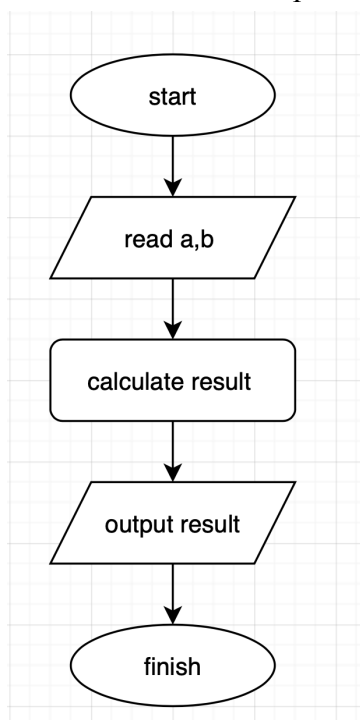 start
read a,b
calculate result
output result
finish